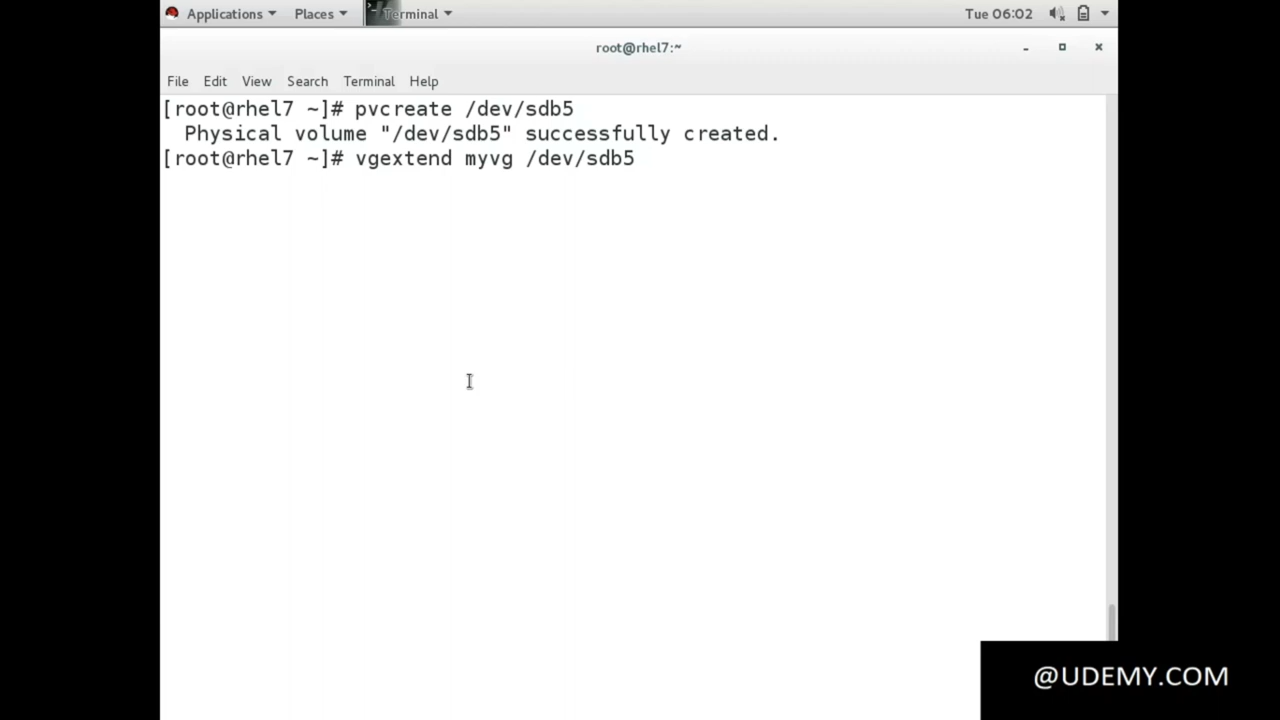 Applications Places Terminal Tue 06:02
root@rhel7:~
File Edit View Search Terminal Help
[root@rhel7 ~]# pvcreate /dev/sdb5
Physical volume "/dev/sdb5" successfully created.
[root@rhel7 ~]# vgextend myvg /dev/sdb5
@UDEMY.COM